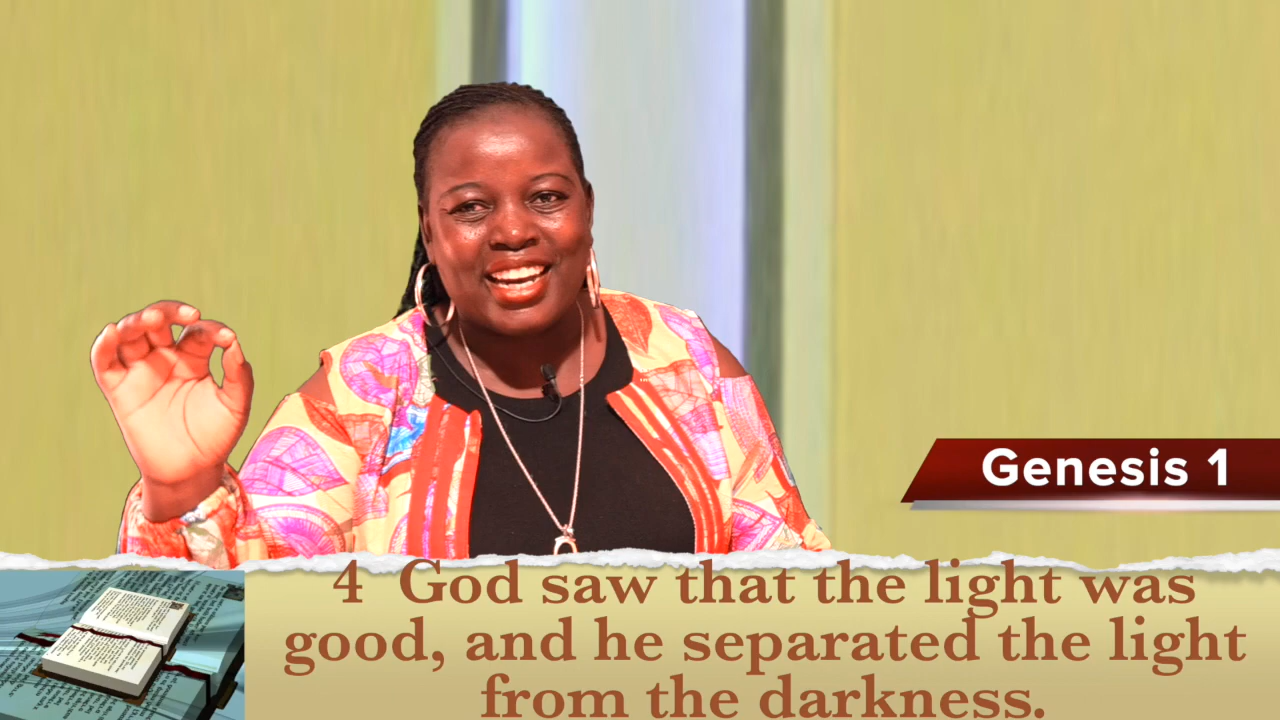 Genesis 1
4 God saw that the light was
good, and he separated the light
from the darkness.